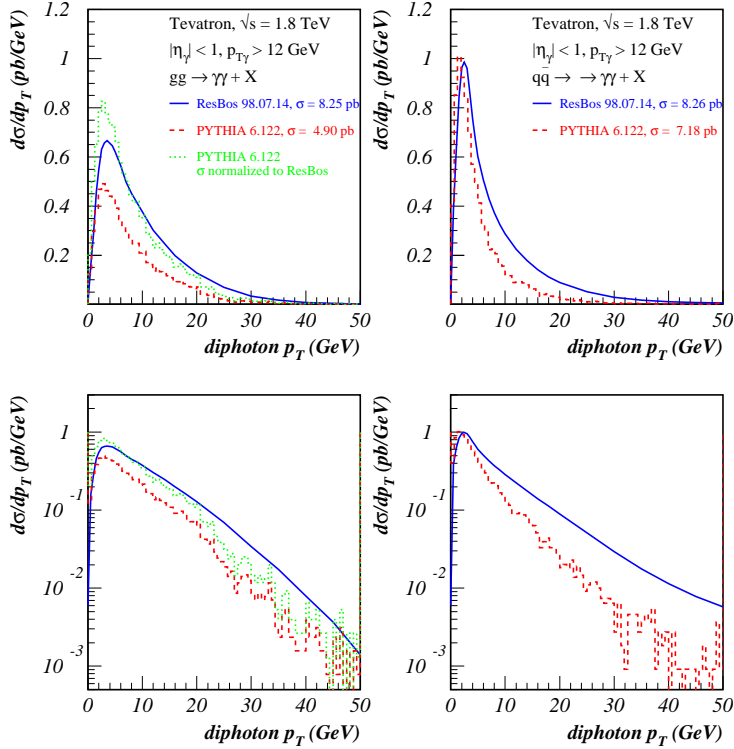 Tevatron, √s = 1.8 TeV
|ηγ| < 1, pTγ > 12 GeV
gg → γγ + X
ResBos 98.07.14, σ = 8.25 pb
PYTHIA 6.122, σ = 4.90 pb
PYTHIA 6.122
σ normalized to ResBos
dσ/dpT (pb/GeV)
1.2
1
0.8
0.6
0.4
0.2
0 10 20 30 40 50
diphoton pT (GeV)
Tevatron, √s = 1.8 TeV
|ηγ| < 1, pTγ > 12 GeV
qq → → γγ + X
ResBos 98.07.14, σ = 8.26 pb
PYTHIA 6.122, σ = 7.18 pb
dσ/dpT (pb/GeV)
1.2
1
0.8
0.6
0.4
0.2
0 10 20 30 40 50
diphoton pT (GeV)
dσ/dpT (pb/GeV)
1
10 -1
10 -2
10 -3
0 10 20 30 40 50
diphoton pT (GeV)
dσ/dpT (pb/GeV)
1
10 -1
10 -2
10 -3
0 10 20 30 40 50
diphoton pT (GeV)